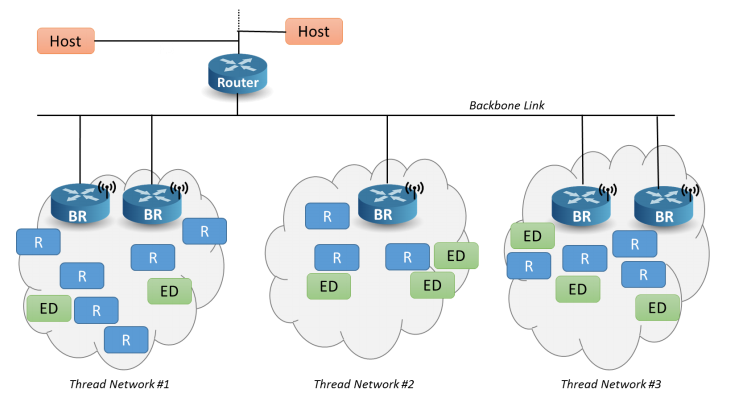 Host
Host
Router
Backbone Link
BR
BR
R
R
R
R
ED
ED
R
R
Thread Network #1
BR
R
R
R
ED
ED
ED
Thread Network #2
BR
BR
ED
R
R
R
R
ED
ED
Thread Network #3